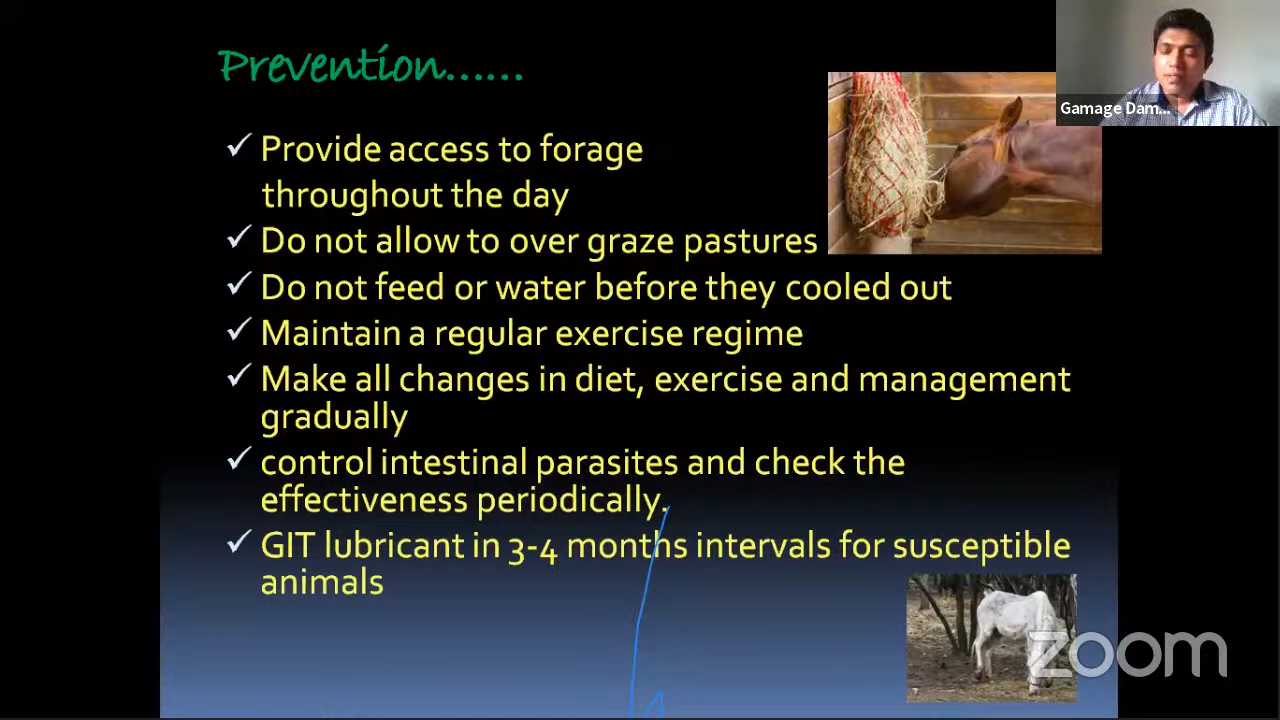 Prevention......
Gamage Dam...
✓ Provide access to forage
throughout the day
✓ Do not allow to over graze pastures
✓ Do not feed or water before they cooled out
✓ Maintain a regular exercise regime
✓ Make all changes in diet, exercise and management
gradually
✓ control intestinal parasites and check the
effectiveness periodically.
✓ GIT lubricant in 3-4 months intervals for susceptible
animals
zoom